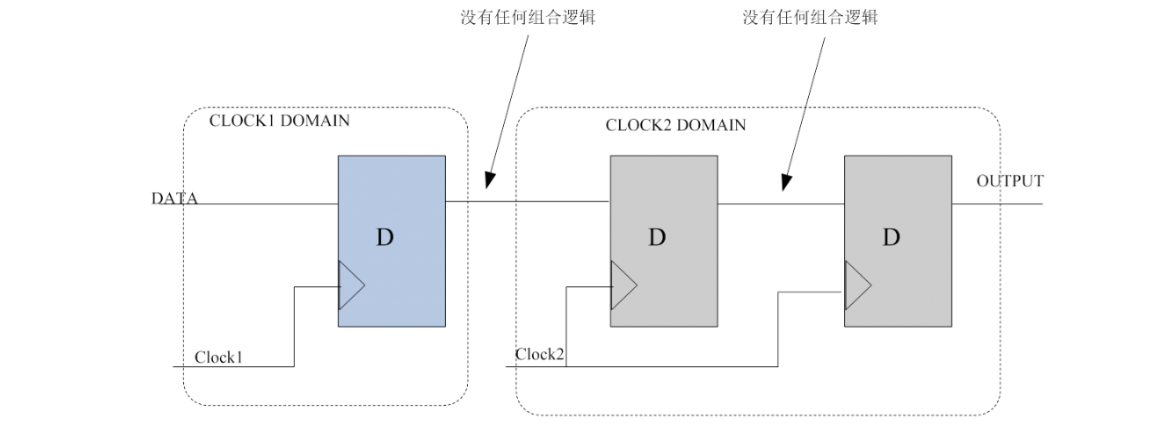 没有任何组合逻辑
没有任何组合逻辑
CLOCK1 DOMAIN
CLOCK2 DOMAIN
DATA
OUTPUT
D
D
D
Clock1
Clock2